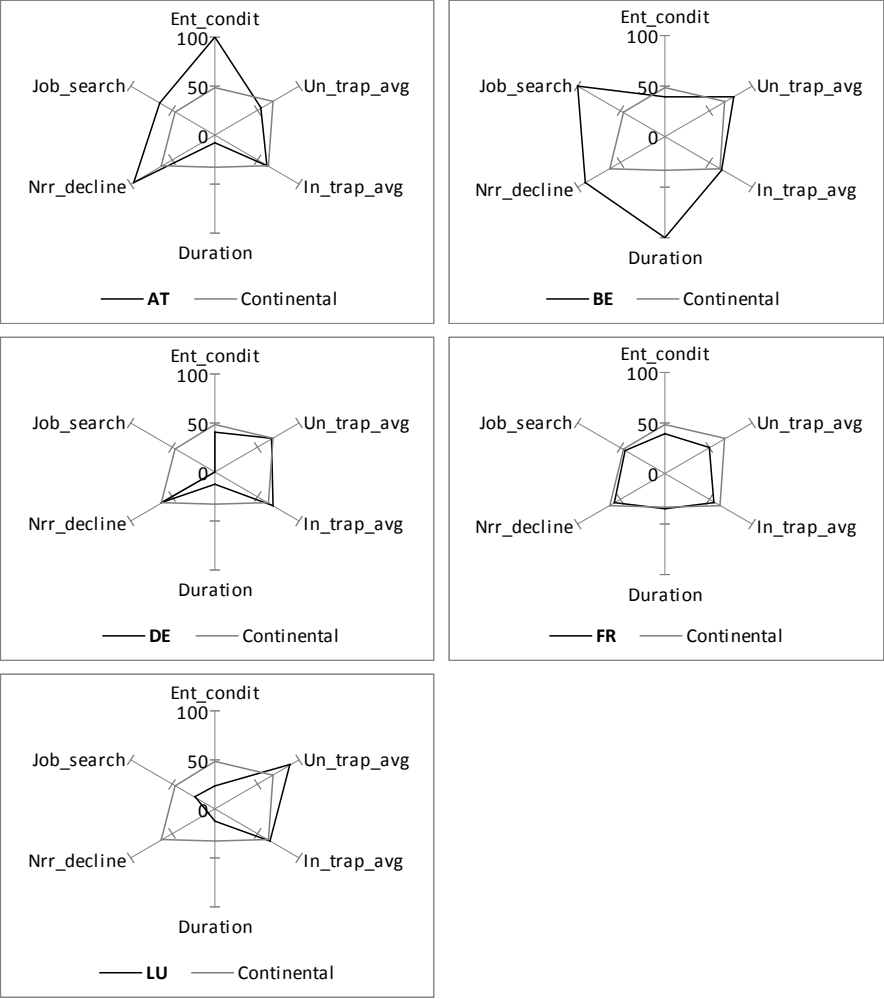 Ent_condit
100
Job_search
Un_trap_avg
50
0
Nrr_decline
In_trap_avg
Duration
AT Continental
Ent_condit
100
Job_search
Un_trap_avg
50
0
Nrr_decline
In_trap_avg
Duration
BE Continental
Ent_condit
100
Job_search
Un_trap_avg
50
0
Nrr_decline
In_trap_avg
Duration
DE Continental
Ent_condit
100
Job_search
Un_trap_avg
50
0
Nrr_decline
In_trap_avg
Duration
FR Continental
Ent_condit
100
Job_search
Un_trap_avg
50
0
Nrr_decline
In_trap_avg
Duration
LU Continental